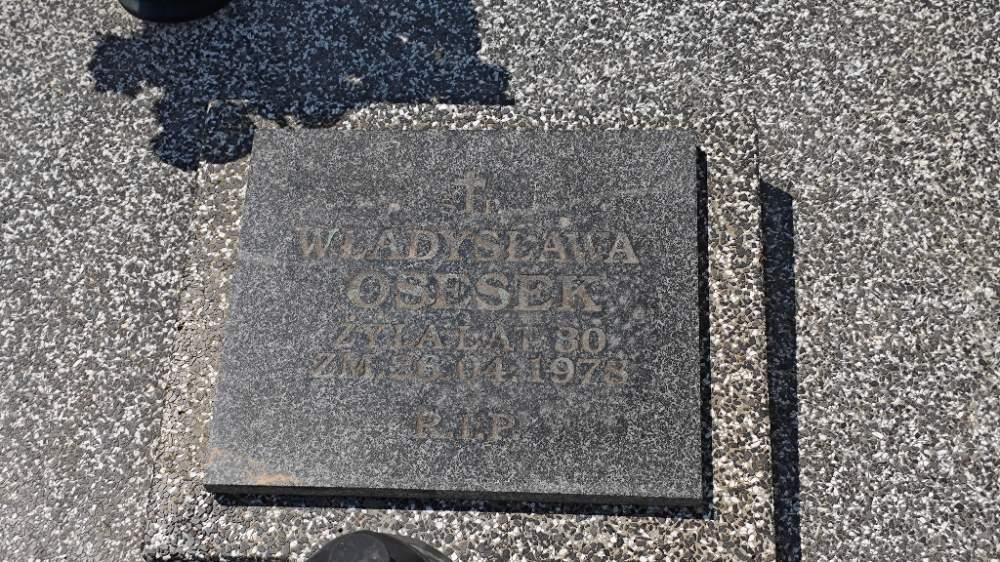 Ś.P.
WŁADYSŁAWA
OSESEK
ŻYŁA LAT 80
ZM. 26.04.1978
R.I.P.